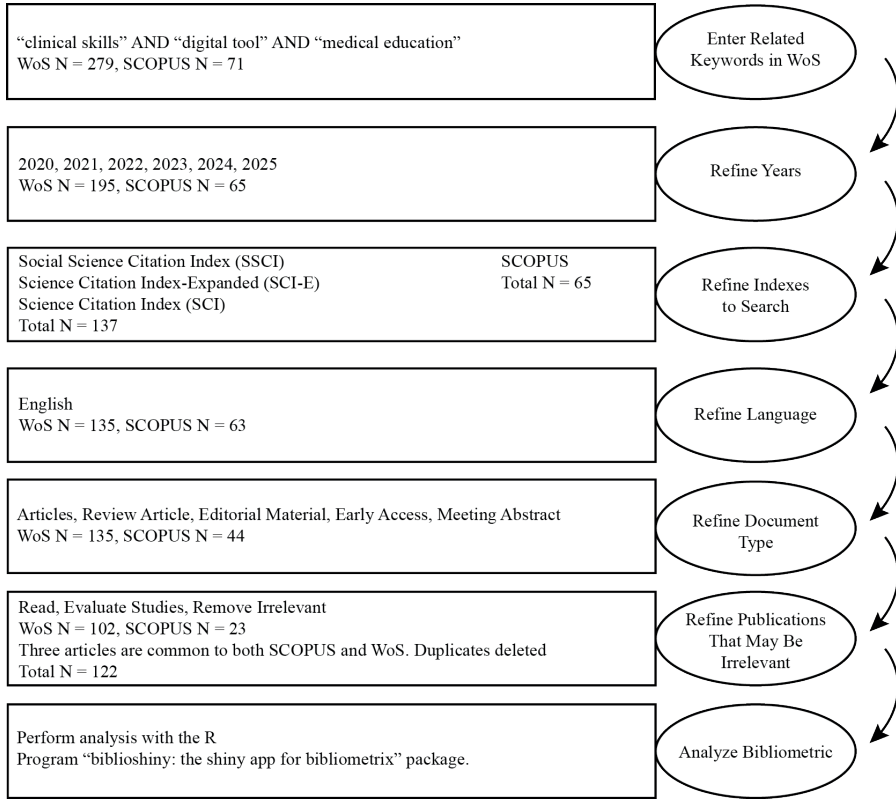 “clinical skills” AND “digital tool” AND “medical education”
WoS N = 279, SCOPUS N = 71
Enter Related
Keywords in WoS
2020, 2021, 2022, 2023, 2024, 2025
WoS N = 195, SCOPUS N = 65
Refine Years
Social Science Citation Index (SSCI)
Science Citation Index-Expanded (SCI-E)
Science Citation Index (SCI)
Total N = 137
SCOPUS
Total N = 65
Refine Indexes
to Search
English
WoS N = 135, SCOPUS N = 63
Refine Language
Articles, Review Article, Editorial Material, Early Access, Meeting Abstract
WoS N = 135, SCOPUS N = 44
Refine Document
Type
Read, Evaluate Studies, Remove Irrelevant
WoS N = 102, SCOPUS N = 23
Three articles are common to both SCOPUS and WoS. Duplicates deleted
Total N = 122
Refine Publications
That May Be
Irrelevant
Perform analysis with the R
Program “biblioshiny: the shiny app for bibliometrix” package.
Analyze Bibliometric